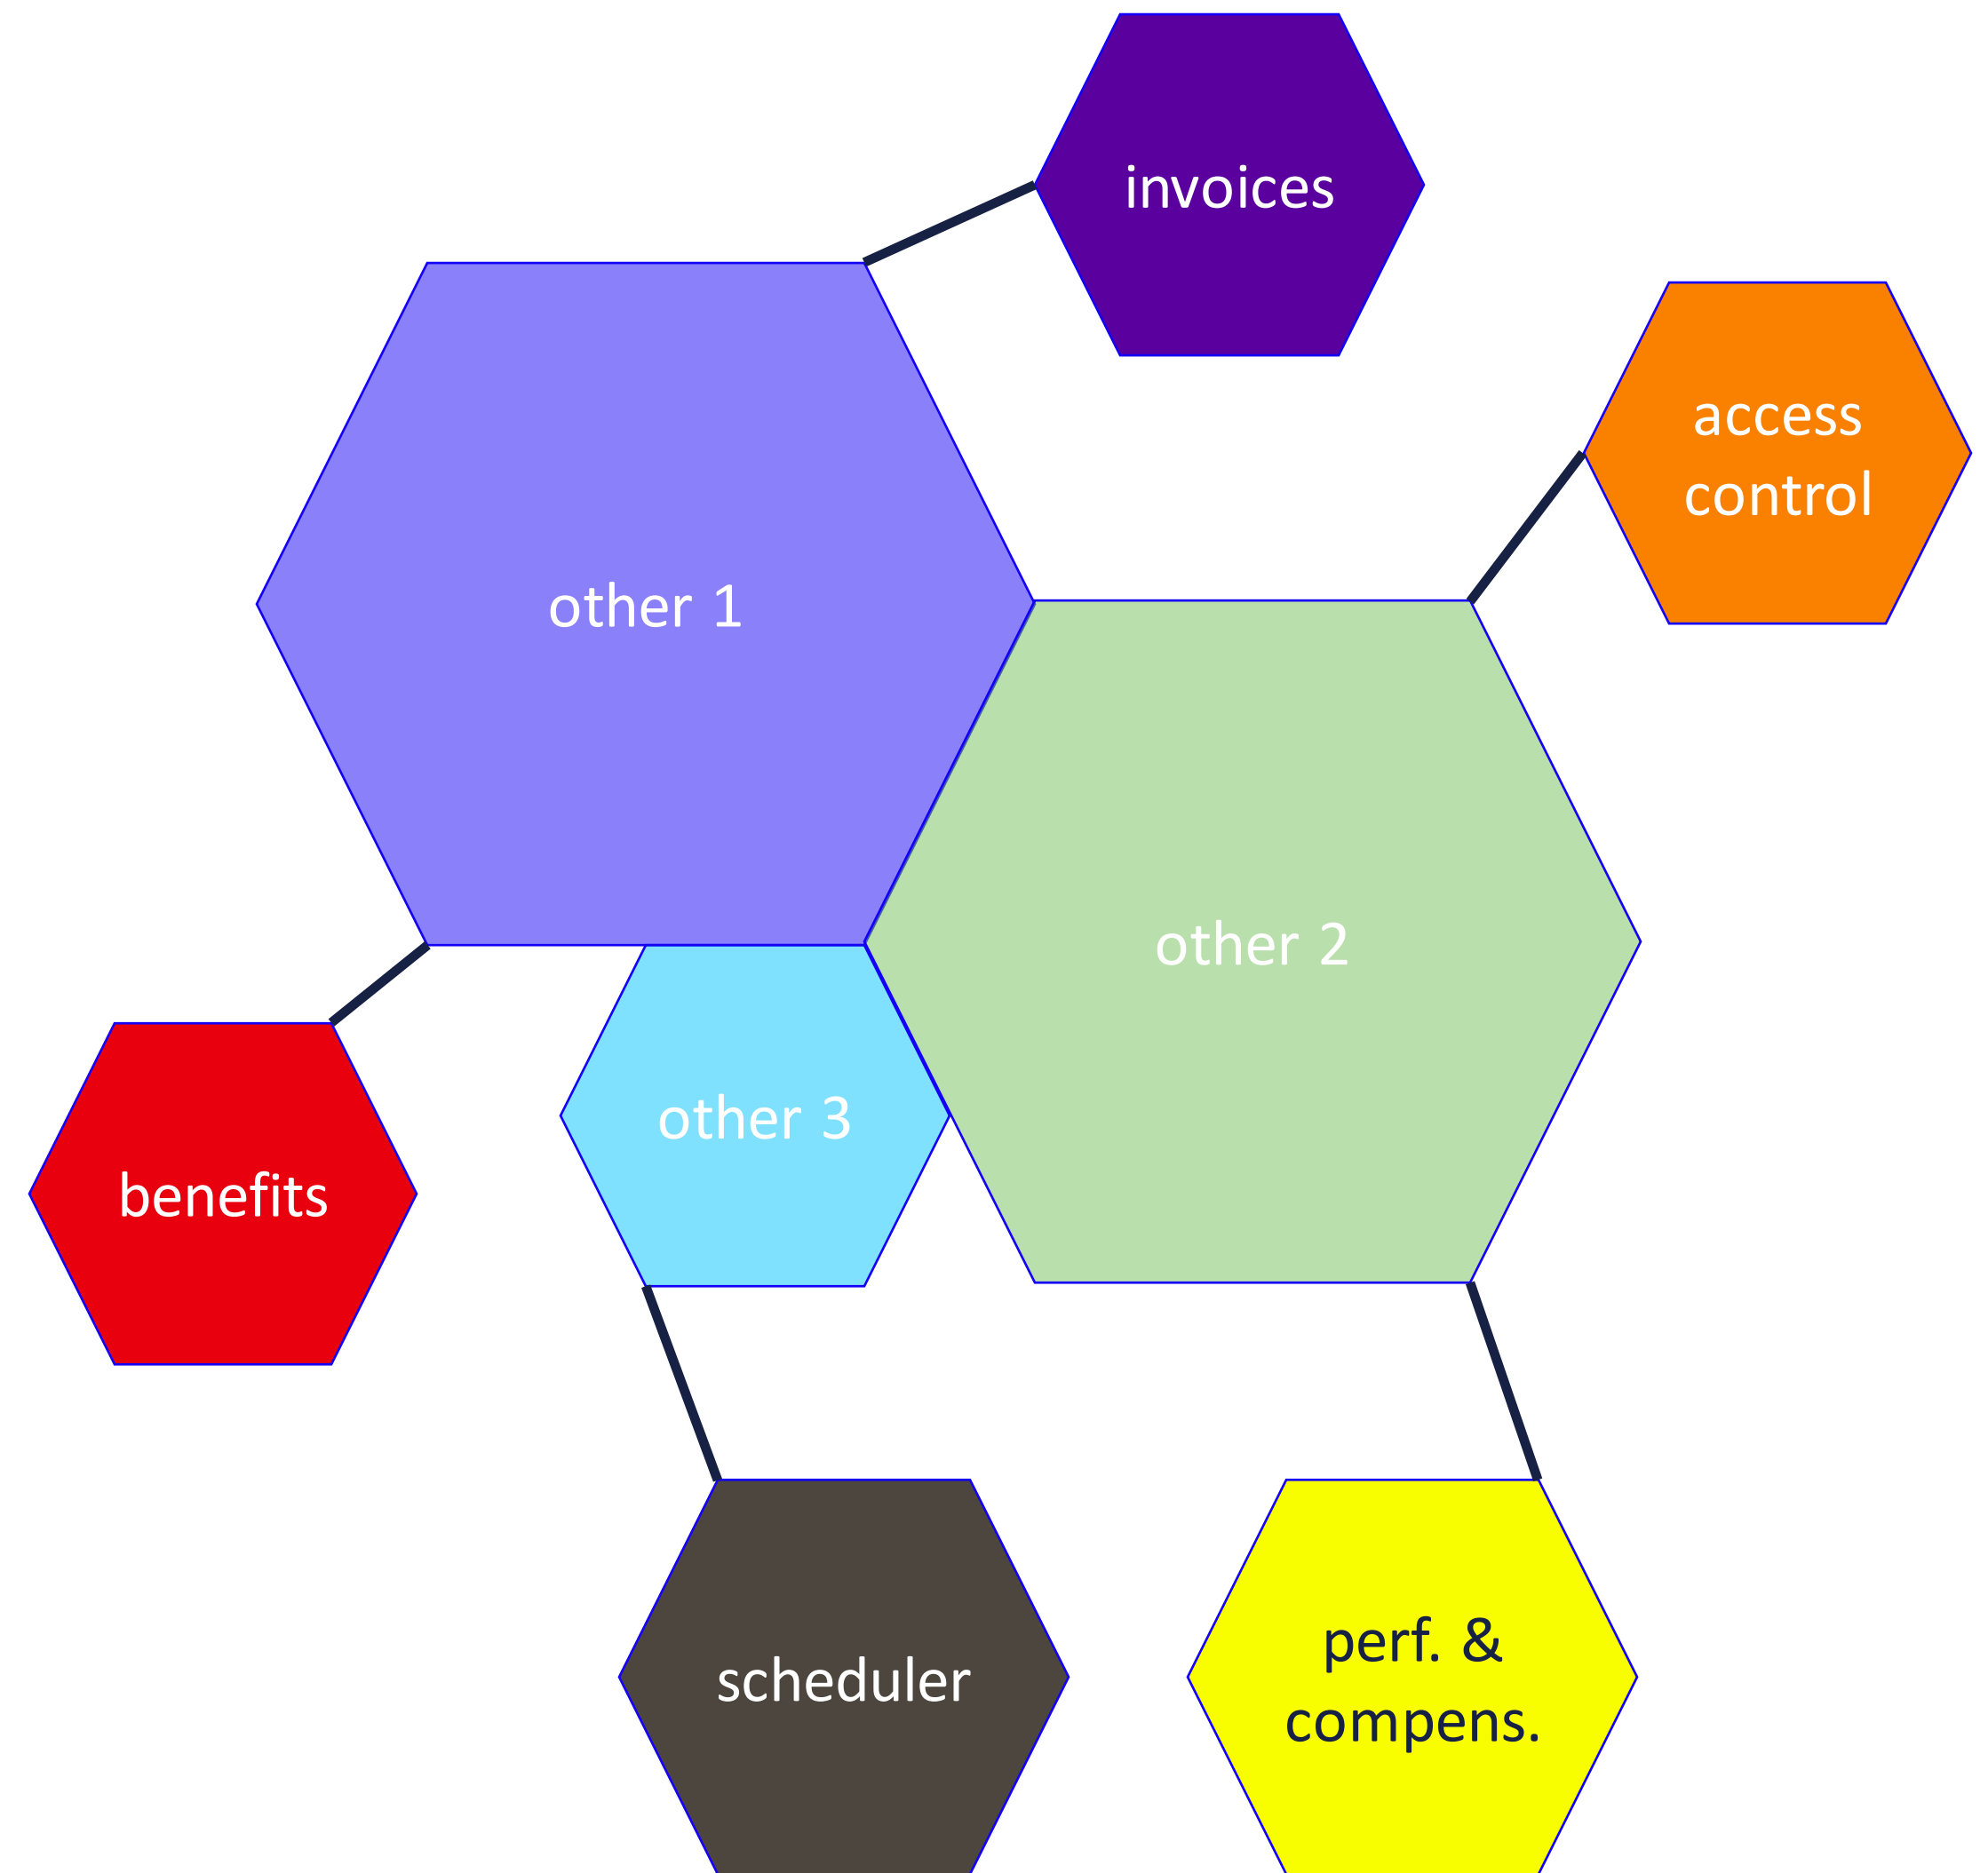 invoices
access
control
other 1
other 2
other 3
benefits
scheduler
perf. &
compens.